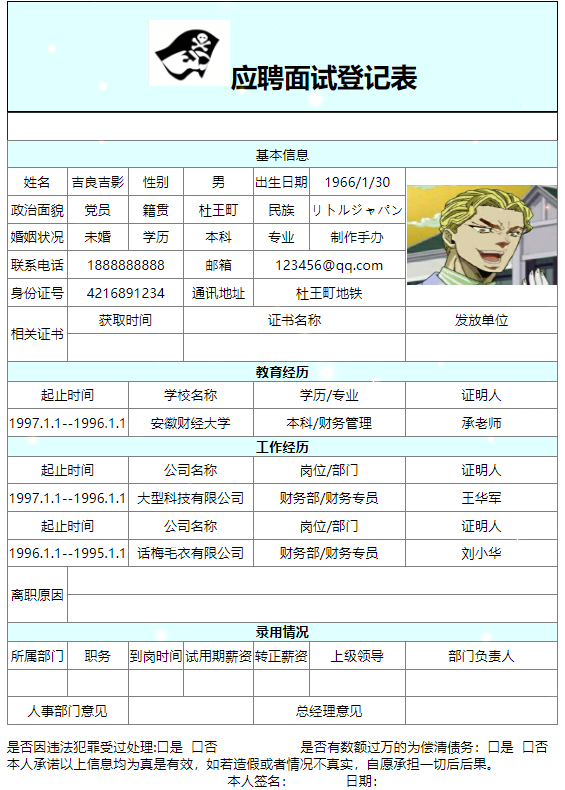 应聘面试登记表
基本信息
姓名 吉良吉影 性别 男 出生日期 1966/1/30
政治面貌 党员 籍贯 杜王町 民族 リトルジャパン
婚姻状况 未婚 学历 本科 专业 制作手办
联系电话 1888888888 邮箱 123456@qq.com
身份证号 4216891234 通讯地址 杜王町地铁
相关证书 获取时间 证书名称 发放单位
教育经历
起止时间 学校名称 学历/专业 证明人
1997.1.1--1996.1.1 安徽财经大学 本科/财务管理 承老师
工作经历
起止时间 公司名称 岗位/部门 证明人
1997.1.1--1996.1.1 大型科技有限公司 财务部/财务专员 王华军
起止时间 公司名称 岗位/部门 证明人
1996.1.1--1995.1.1 话梅毛衣有限公司 财务部/财务专员 刘小华
离职原因
录用情况
所属部门 职务 到岗时间 试用期薪资 转正薪资 上级领导 部门负责人
人事部门意见 总经理意见
是否因违法犯罪受过处理:口是 口否 是否有数额过万的为偿清债务：口是 口否
本人承诺以上信息均为真是有效，如若造假或者情况不真实，自愿承担一切后后果。
本人签名： 日期：